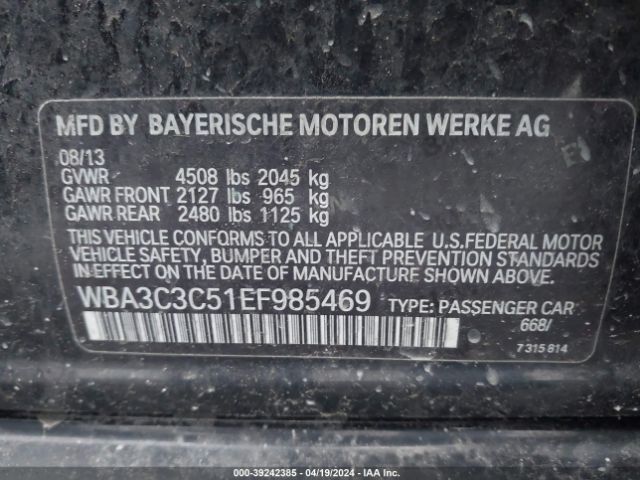 MFD BY BAYERISCHE MOTOREN WERKE AG
08/13
GVWR 4508 lbs 2045 kg
GAWR FRONT 2127 lbs 965 kg
GAWR REAR 2480 lbs 1125 kg
THIS VEHICLE CONFORMS TO ALL APPLICABLE U.S.FEDERAL MOTOR
VEHICLE SAFETY, BUMPER AND THEFT PREVENTION STANDARDS
IN EFFECT ON THE DATE OF MANUFACTURE SHOWN ABOVE.
WBA3C3C51EF985469 TYPE: PASSENGER CAR
668/
7 315 814
000-39242385 - 04/19/2024 - IAA Inc.